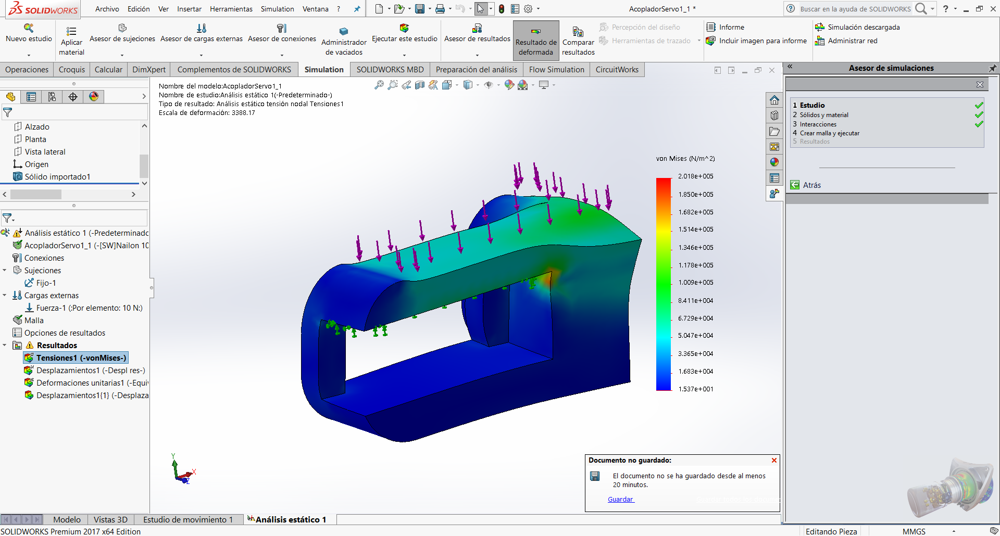 SOLIDWORKS
Archivo Edición Ver Insertar Herramientas Simulation Ventana ?
AcopladorServo1_1 *
Buscar en la ayuda de SOLIDWORKS
?
Nuevo estudio
Aplicar material
Asesor de sujeciones
Asesor de cargas externas
Asesor de conexiones
Administrador de vaciados
Ejecutar este estudio
Asesor de resultados
Resultado de deformada
Comparar resultados
Percepción del diseño
Herramientas de trazado
Informe
Incluir imagen para informe
Simulación descargada
Administrar red
Operaciones Croquis Calcular DimXpert Complementos de SOLIDWORKS Simulation SOLIDWORKS MBD Preparación del análisis Flow Simulation CircuitWorks
Alzado
Planta
Vista lateral
Origen
Sólido importado1
Análisis estático 1 (-Predeterminado
AcopladorServo1_1 (-[SW]Nailon 10
Conexiones
Sujeciones
Fijo-1
Cargas externas
Fuerza-1 (:Por elemento: 10 N:)
Malla
Opciones de resultados
Resultados
Tensiones1 (-vonMises-)
Desplazamientos1 (-Despl res-)
Deformaciones unitarias1 (-Equi
Desplazamientos1{1} (-Desplaza
Nombre del modelo:AcopladorServo1_1
Nombre de estudio:Análisis estático 1(-Predeterminado-)
Tipo de resultado: Análisis estático tensión nodal Tensiones1
Escala de deformación: 3388.17
von Mises (N/m^2)
2.018e+005
1.850e+005
1.682e+005
1.514e+005
1.346e+005
1.178e+005
1.009e+005
8.411e+004
6.729e+004
5.047e+004
3.365e+004
1.683e+004
1.537e+001
Y
X
Z
Asesor de simulaciones
1 Estudio
2 Sólidos y material
3 Interacciones
4 Crear malla y ejecutar
5 Resultados
Atrás
Documento no guardado:
El documento no se ha guardado desde al menos
20 minutos.
Guardar
Modelo Vistas 3D Estudio de movimiento 1 Análisis estático 1
SOLIDWORKS Premium 2017 x64 Edition
Editando Pieza
MMGS